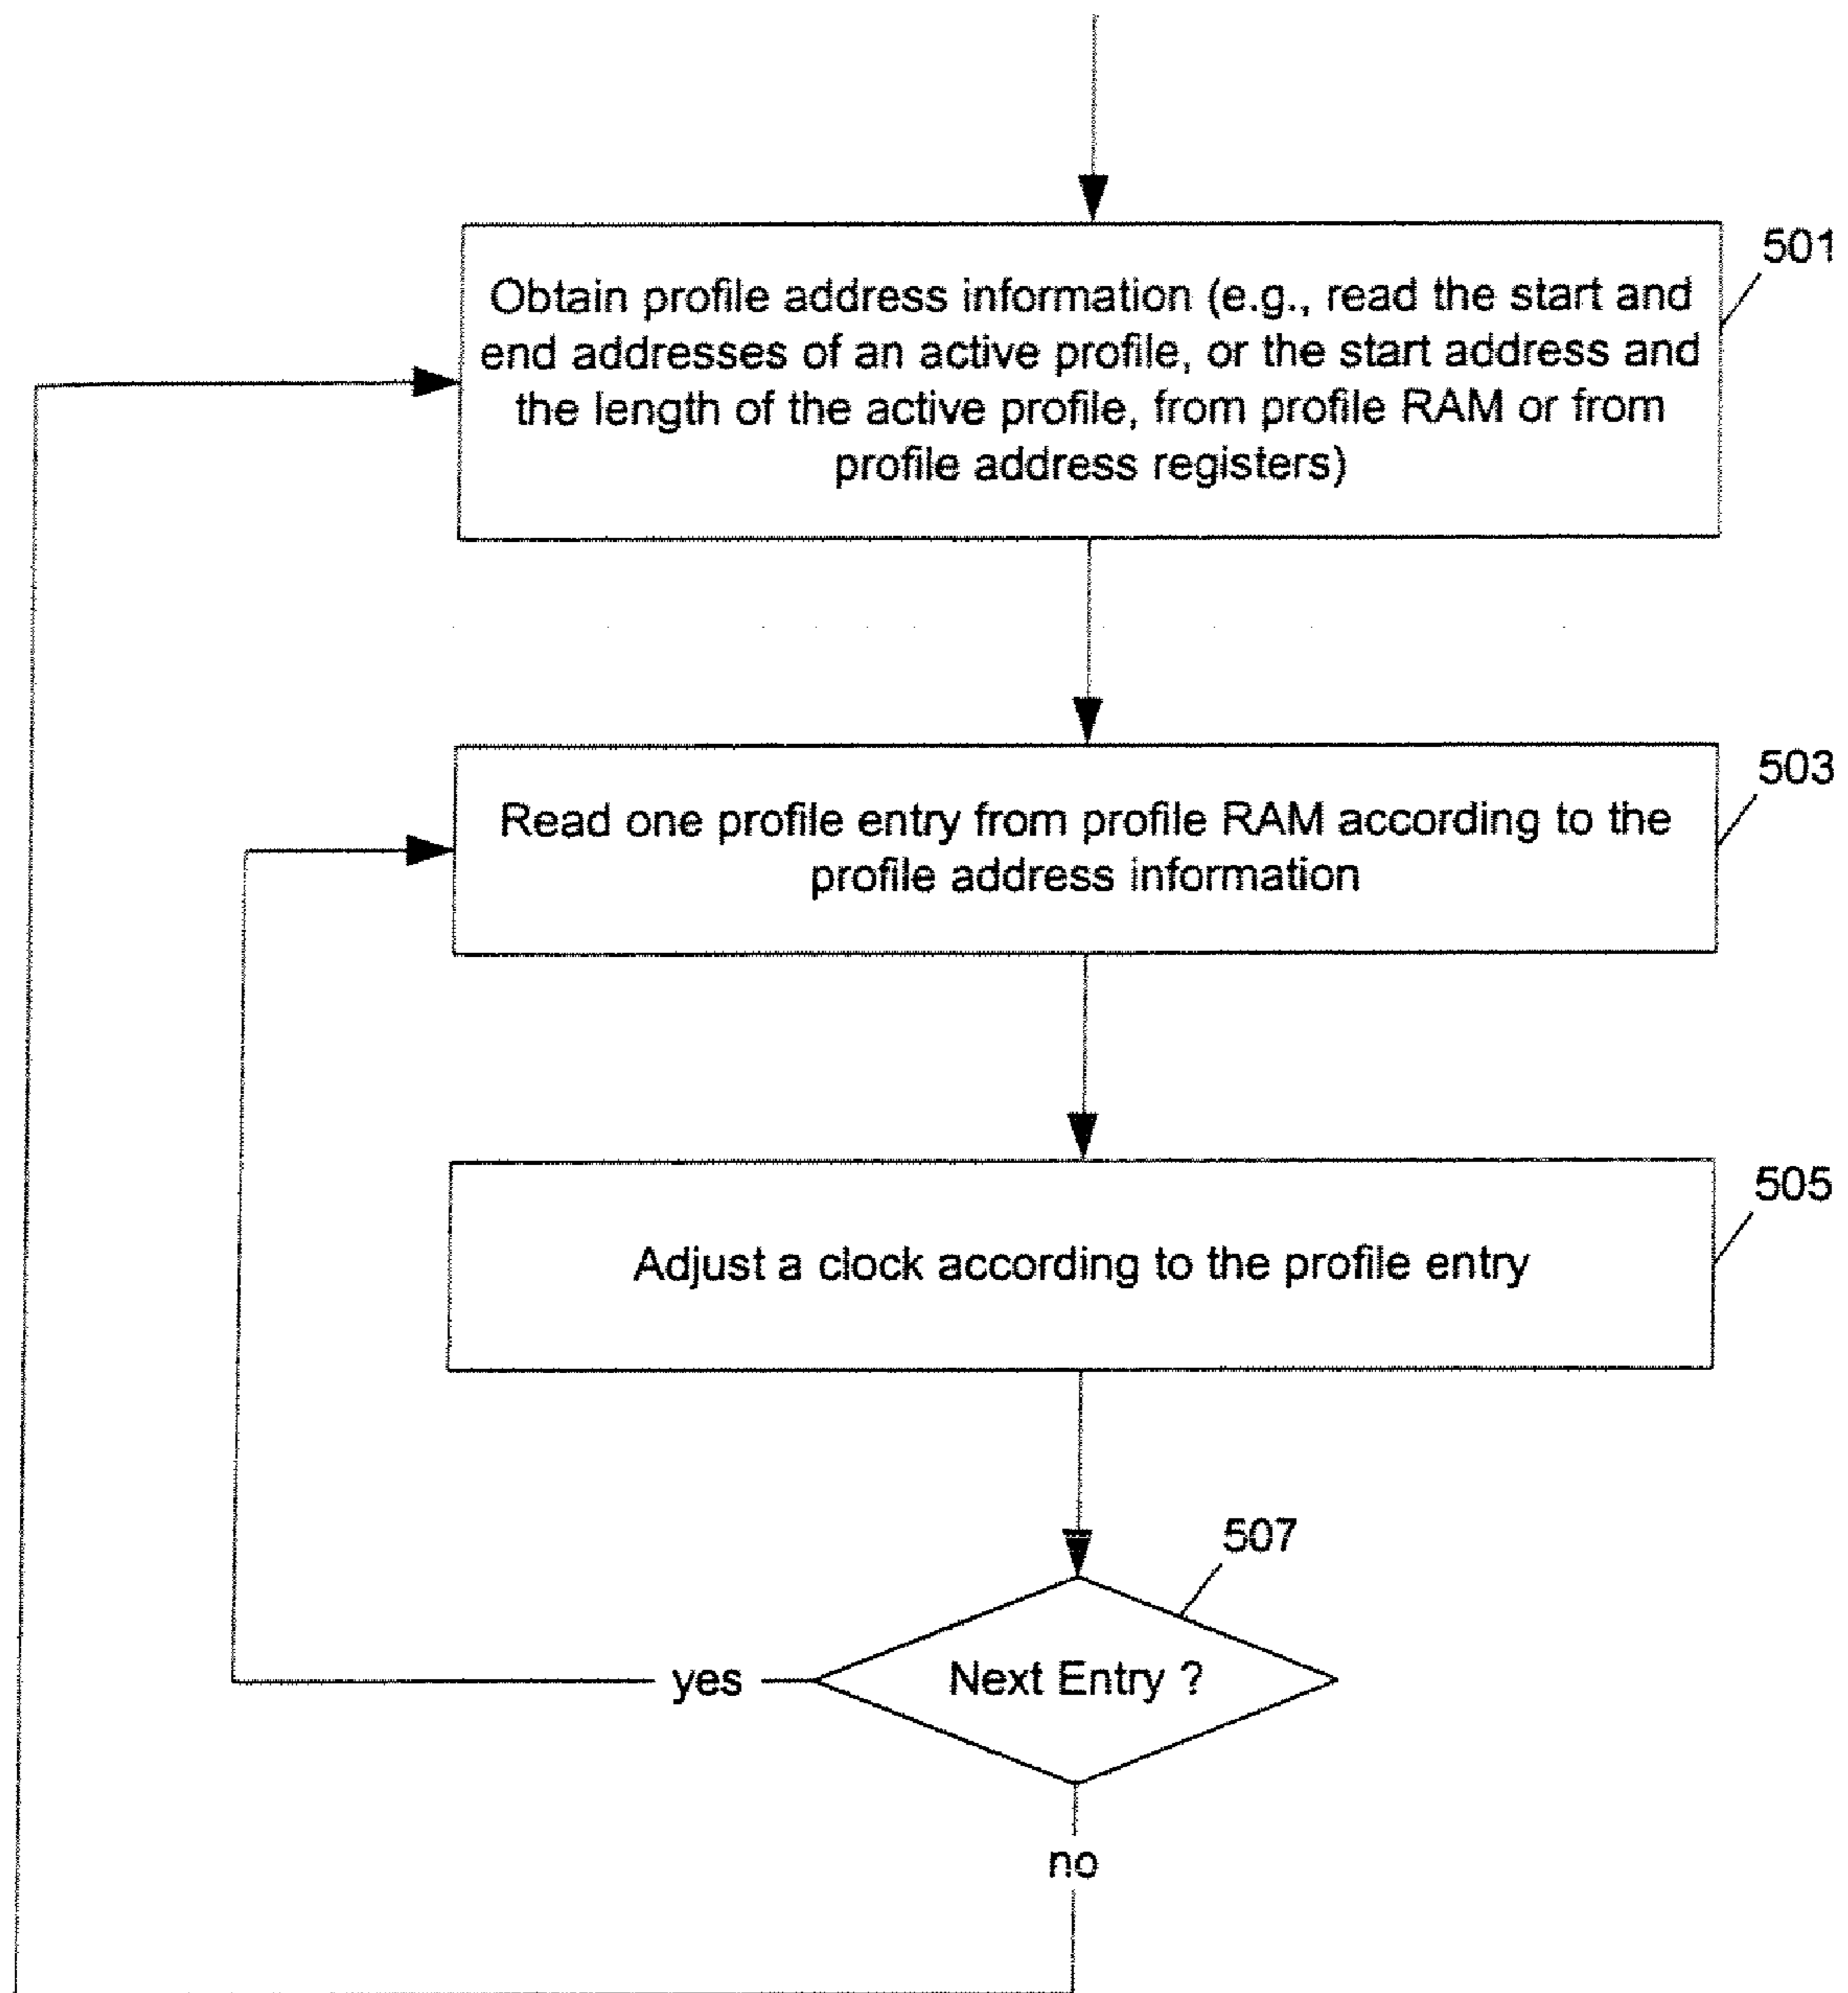 501
Obtain profile address information (e.g., read the start and
end addresses of an active profile, or the start address and
the length of the active profile, from profile RAM or from
profile address registers)
503
Read one profile entry from profile RAM according to the
profile address information
505
Adjust a clock according to the profile entry
507
Next Entry ?
yes
no